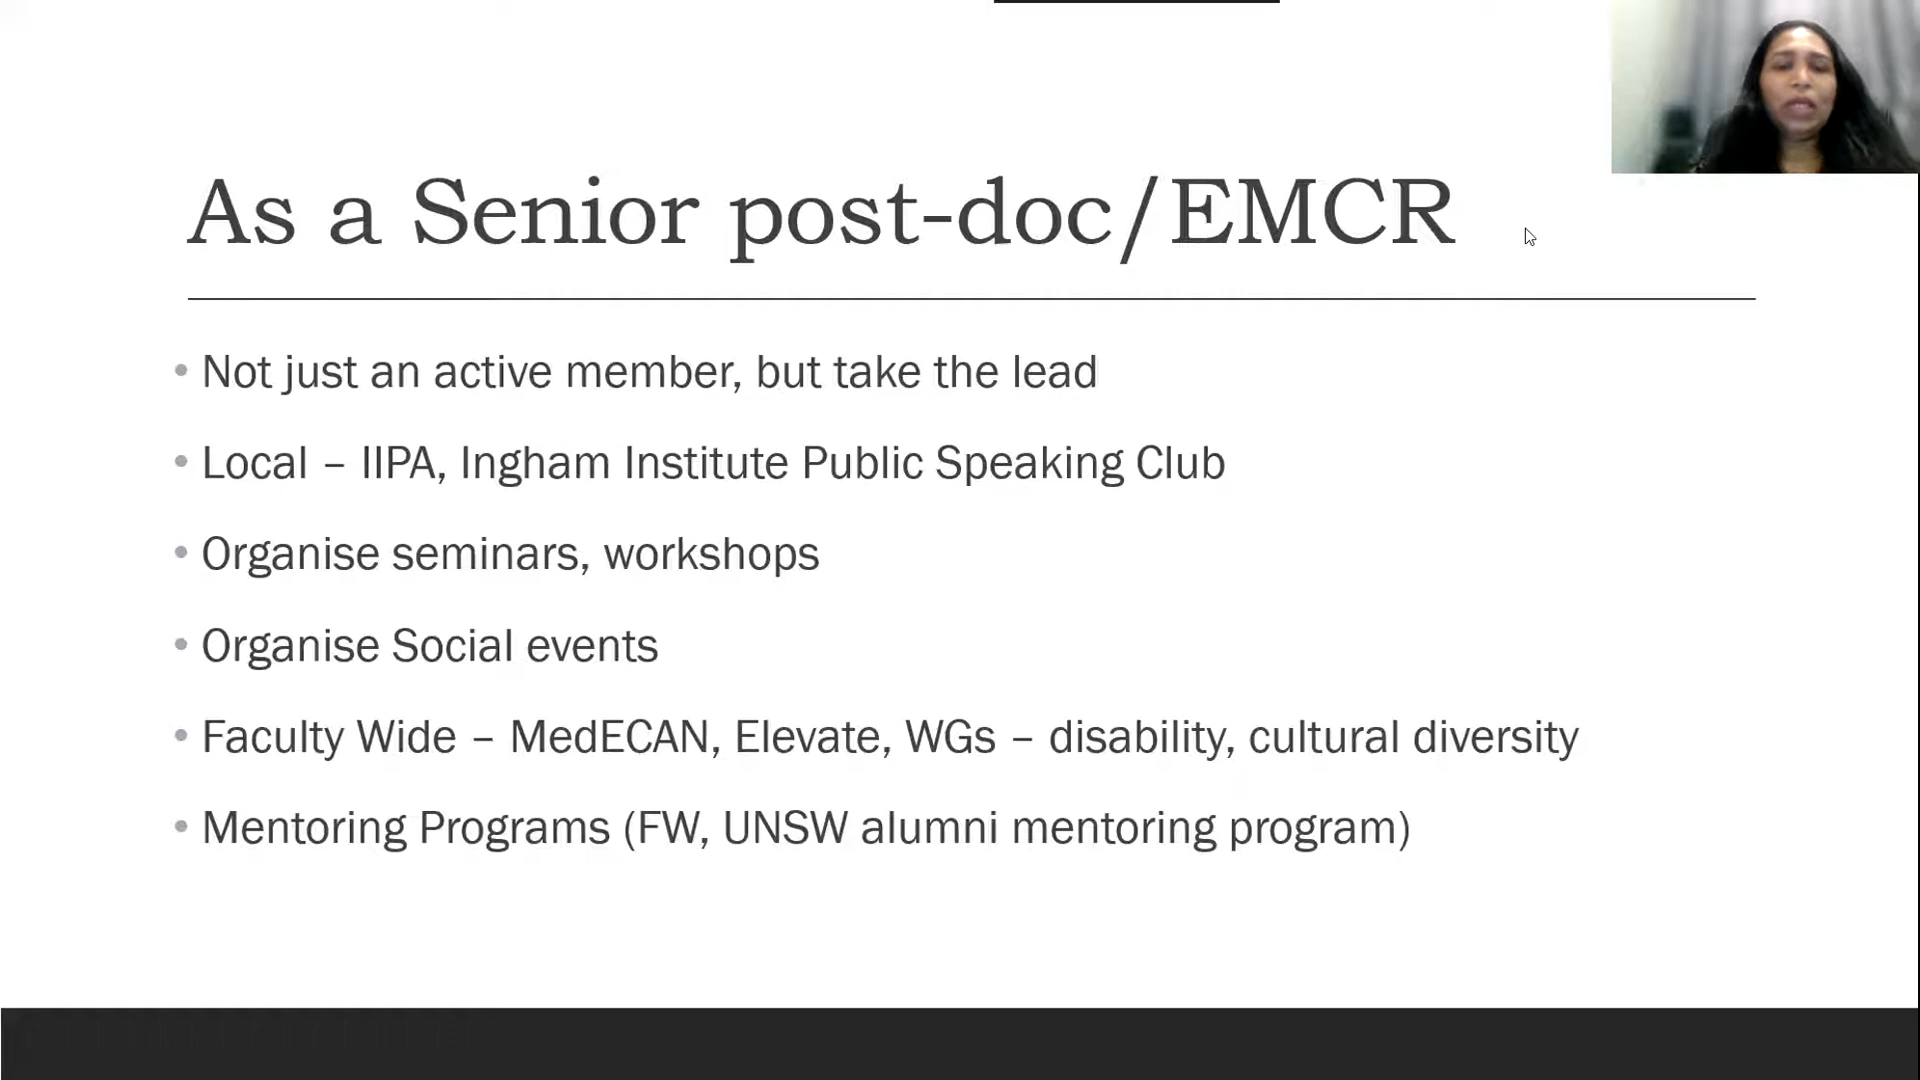 As a Senior post-doc/EMCR
• Not just an active member, but take the lead
• Local – IIPA, Ingham Institute Public Speaking Club
• Organise seminars, workshops
• Organise Social events
• Faculty Wide – MedECAN, Elevate, WGs – disability, cultural diversity
• Mentoring Programs (FW, UNSW alumni mentoring program)